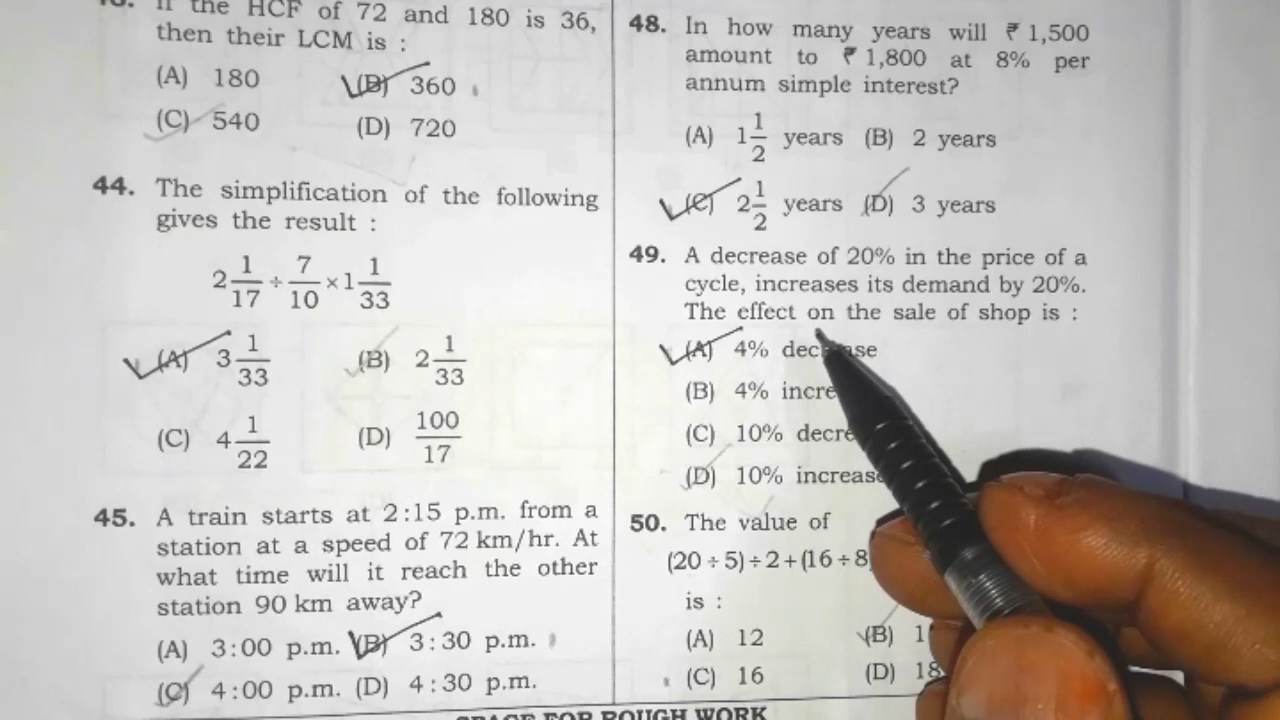 If the HCF of 72 and 180 is 36,
then their LCM is :
(A) 180 (B) 360
(C) 540 (D) 720
44. The simplification of the following
gives the result :
2 1/17 ÷ 7/10 × 1 1/33
(A) 3 1/33 (B) 2 1/33
(C) 4 1/22 (D) 100/17
45. A train starts at 2:15 p.m. from a
station at a speed of 72 km/hr. At
what time will it reach the other
station 90 km away?
(A) 3:00 p.m. (B) 3:30 p.m.
(C) 4:00 p.m. (D) 4:30 p.m.
48. In how many years will ₹ 1,500
amount to ₹ 1,800 at 8% per
annum simple interest?
(A) 1 1/2 years (B) 2 years
(C) 2 1/2 years (D) 3 years
49. A decrease of 20% in the price of a
cycle, increases its demand by 20%.
The effect on the sale of shop is :
(A) 4% decrease
(B) 4% incre
(C) 10% decre
(D) 10% increase
50. The value of
(20 ÷ 5) ÷ 2 + (16 ÷ 8
is :
(A) 12 (B)
(C) 16 (D) 18
SPACE FOR ROUGH WORK